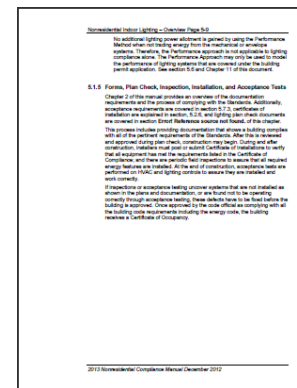 Nonresidential Indoor Lighting – Overview Page 5-9
No additional lighting power allotment is gained by using the Performance
Method when not trading energy from the mechanical or envelope
systems. Therefore, the Performance approach is not applicable to lighting
compliance alone. The Performance Approach may only be used to model
the performance of lighting systems that are covered under the building
permit application. See section 5.6 and Chapter 11 of this document.
5.1.5 Forms, Plan Check, Inspection, Installation, and Acceptance Tests
Chapter 2 of this manual provides an overview of the documentation
requirements and the process of complying with the Standards. Additionally,
acceptance requirements are covered in section 5.7.3, certificates of
installation are explained in section, 5.2.6, and lighting plan check documents
are covered in section Error! Reference source not found. of this chapter.
This process includes providing documentation that shows a building complies
with all of the pertinent requirements of the Standards. After this is reviewed
and approved during plan check, construction may begin. During and after
construction, installers must post or submit Certificate of Installations to verify
that all equipment has met the requirements listed in the Certificate of
Compliance; and there are periodic field inspections to assure that all required
energy features are installed. At the end of construction, acceptance tests are
performed on HVAC and lighting controls to assure they are installed and
work correctly.
If inspections or acceptance testing uncover systems that are not installed as
shown in the plans and documentation, or are found not to be operating
correctly through acceptance testing, these defects have to be fixed before the
building is approved. Once approved by the code official as complying with all
the building code requirements including the energy code, the building
receives a Certificate of Occupancy.
2013 Nonresidential Compliance Manual December 2012